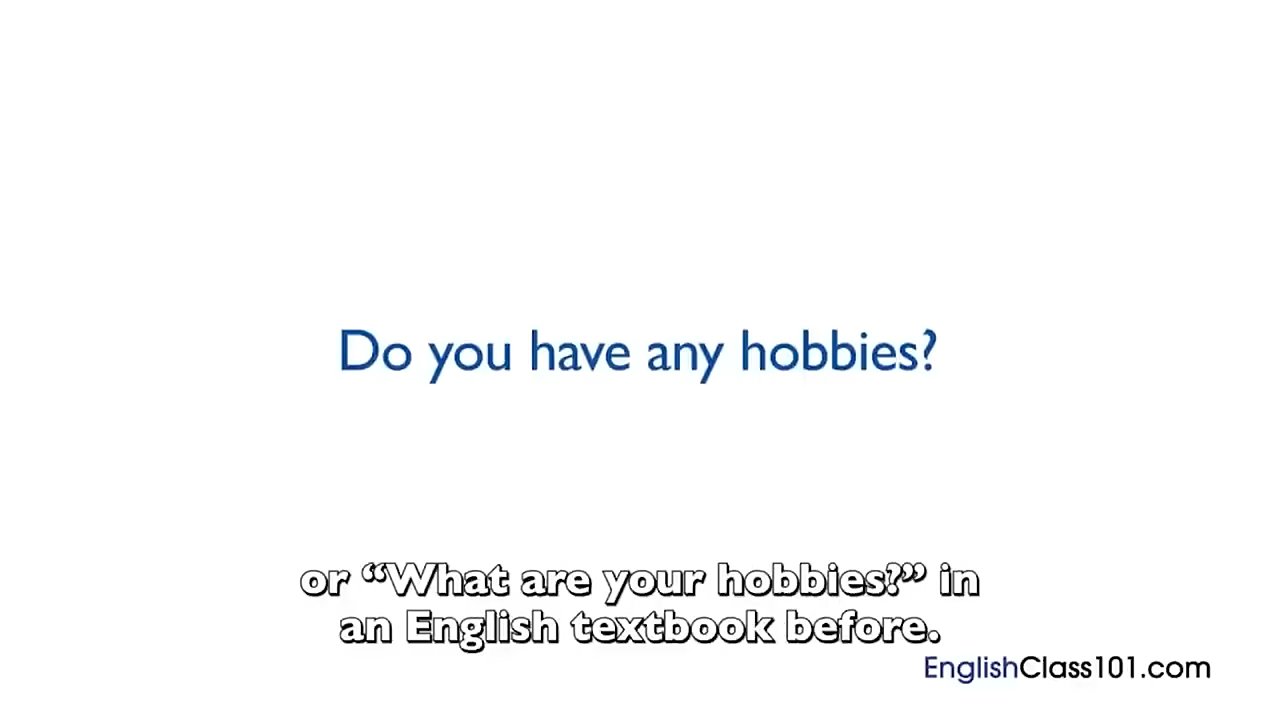 Do you have any hobbies?
or “What are your hobbies?” in
an English textbook before.
EnglishClass101.com